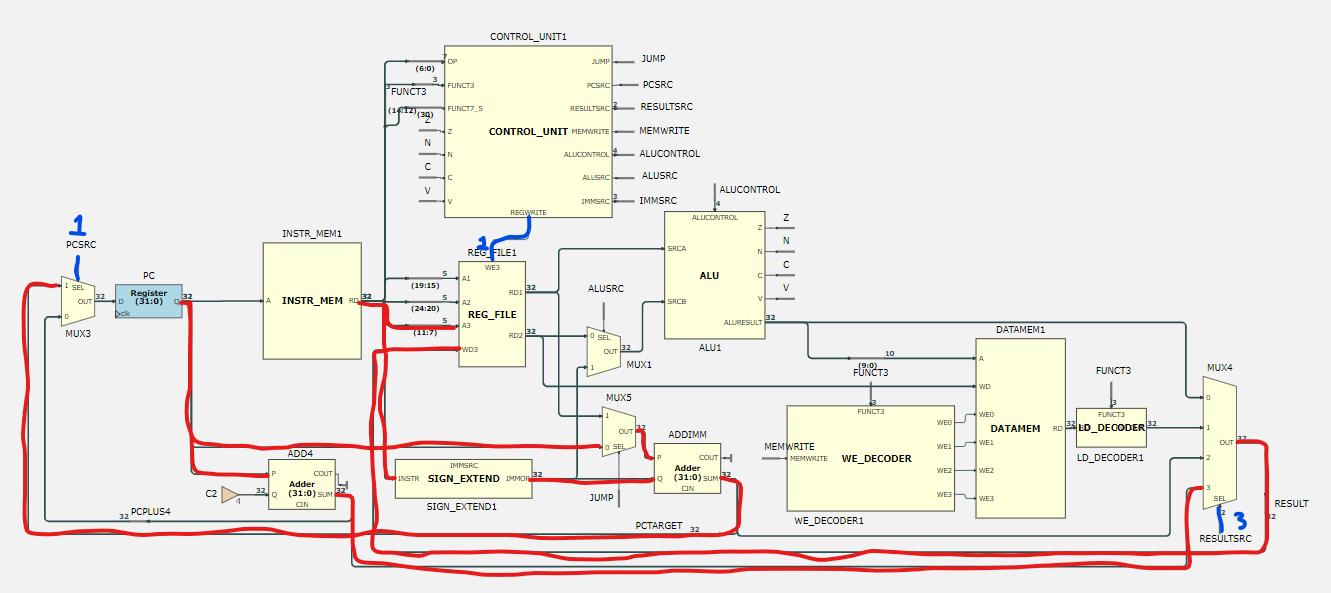 CONTROL_UNIT1
7
OP
(6:0)
3
3
FUNCT3
FUNCT3
(14:12)
(30)
FUNCT7_5
Z
Z
N
N
C
C
V
V
CONTROL_UNIT
REGWRITE
JUMP
JUMP
PCSRC
PCSRC
RESULTSRC
2
RESULTSRC
MEMWRITE
MEMWRITE
ALUCONTROL
4
ALUCONTROL
ALUSRC
ALUSRC
IMMSRC
3
IMMSRC
1
PCSRC
1
SEL
OUT
32
0
MUX3
PC
Register
(31:0)
D
Q
32
clk
INSTR_MEM1
A
INSTR_MEM
RD
32
1
REG_FILE1
WE3
5
A1
(19:15)
5
A2
(24:20)
5
A3
(11:7)
WD3
REG_FILE
RD1
32
RD2
32
ALUSRC
0
SEL
OUT
32
1
MUX1
ALUCONTROL
4
ALUCONTROL
SRCA
SRCB
ALU
Z
Z
N
N
C
C
V
V
ALURESULT
32
ALU1
10
(9:0)
FUNCT3
3
FUNCT3
MEMWRITE
MEMWRITE
WE_DECODER
WE0
WE1
WE2
WE3
WE_DECODER1
DATAMEM1
A
WD
WE0
WE1
WE2
WE3
DATAMEM
RD
32
FUNCT3
3
FUNCT3
LD_DECODER
32
LD_DECODER1
MUX4
0
1
2
3
OUT
32
SEL
2
3
RESULTSRC
RESULT
32
MUX5
1
OUT
32
0
SEL
JUMP
ADDIMM
P
COUT
Adder
(31:0)
Q
SUM
32
CIN
IMMSRC
INSTR
SIGN_EXTEND
IMMOP
32
SIGN_EXTEND1
ADD4
P
COUT
Adder
(31:0)
Q
SUM
32
CIN
C2
4
32
32
PCPLUS4
PCTARGET
32